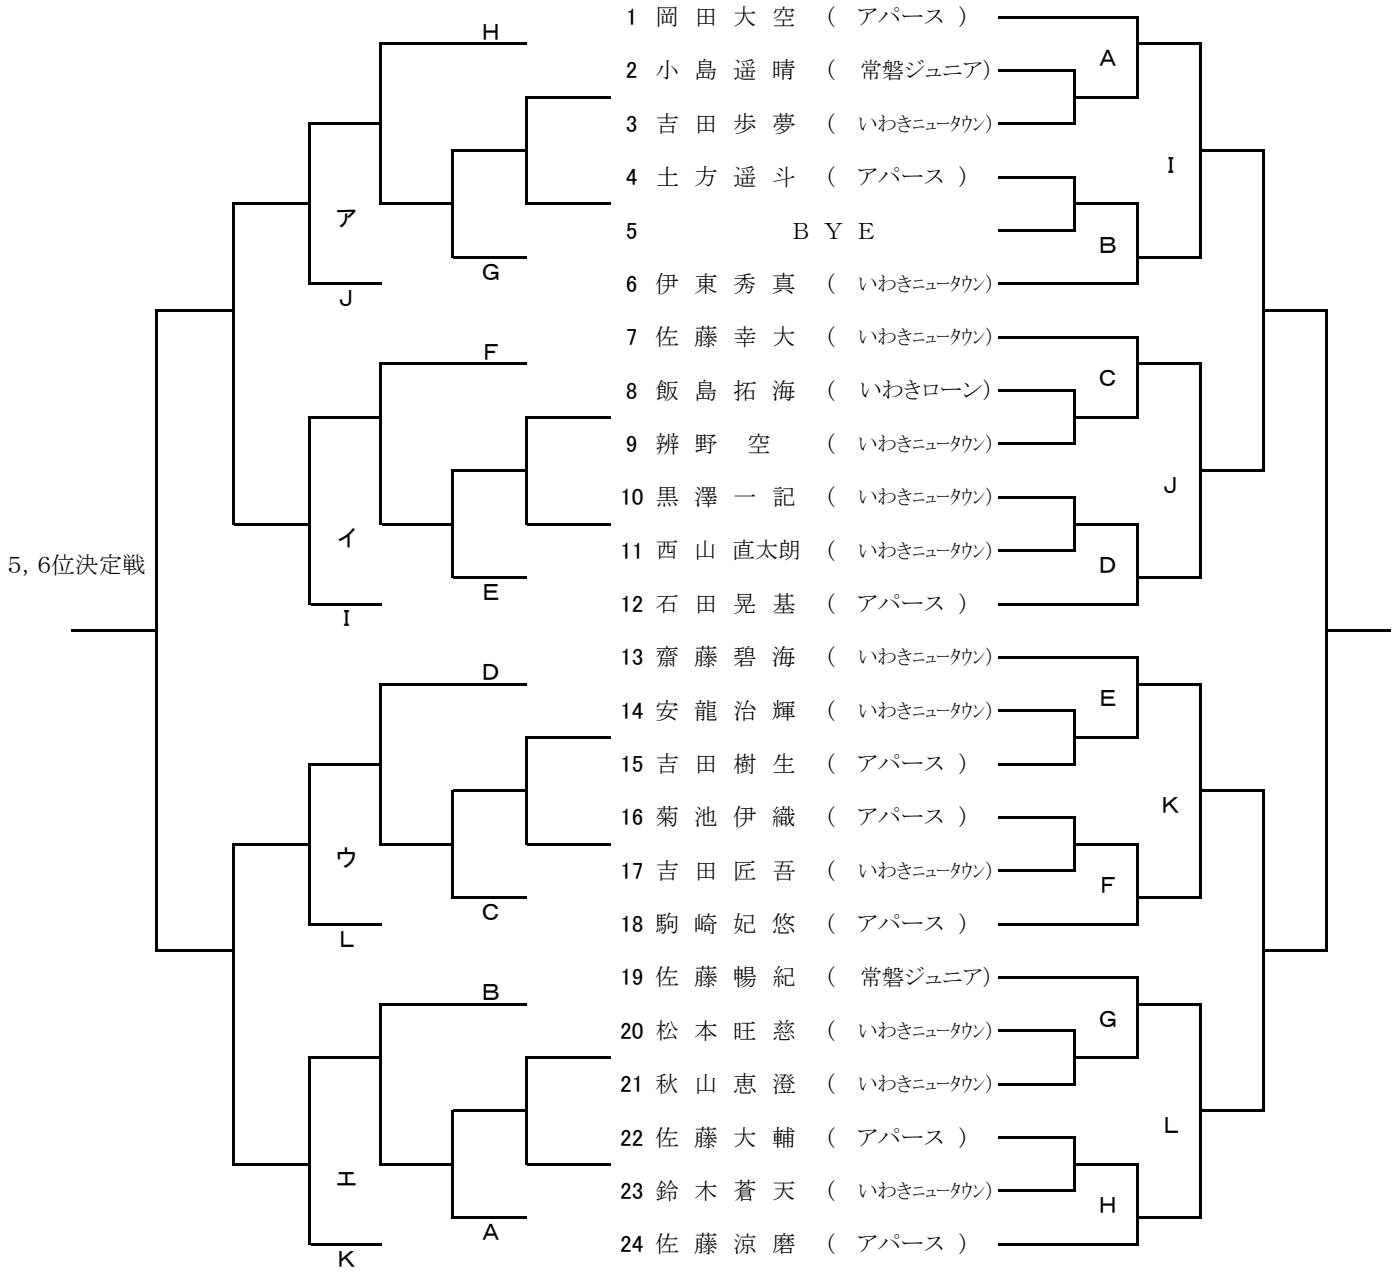 1 岡田大空 ( アパース )
2 小島遥晴 ( 常磐ジュニア)
3 吉田歩夢 ( いわきニュータウン)
4 土方遥斗 ( アパース )
5 BYE
6 伊東秀真 ( いわきニュータウン)
7 佐藤幸大 ( いわきニュータウン)
8 飯島拓海 ( いわきローン)
9 辨野 空 ( いわきニュータウン)
10 黒澤一記 ( いわきニュータウン)
11 西山直太朗 ( いわきニュータウン)
12 石田晃基 ( アパース )
13 齋藤碧海 ( いわきニュータウン)
14 安龍治輝 ( いわきニュータウン)
15 吉田樹生 ( アパース )
16 菊池伊織 ( アパース )
17 吉田匠吾 ( いわきニュータウン)
18 駒崎妃悠 ( アパース )
19 佐藤暢紀 ( 常磐ジュニア)
20 松本旺慈 ( いわきニュータウン)
21 秋山恵澄 ( いわきニュータウン)
22 佐藤大輔 ( アパース )
23 鈴木蒼天 ( いわきニュータウン)
24 佐藤涼磨 ( アパース )
5,6位決定戦
H
ア
G
J
F
イ
E
I
D
ウ
C
L
B
エ
A
K
A
I
B
C
J
D
E
K
F
G
L
H